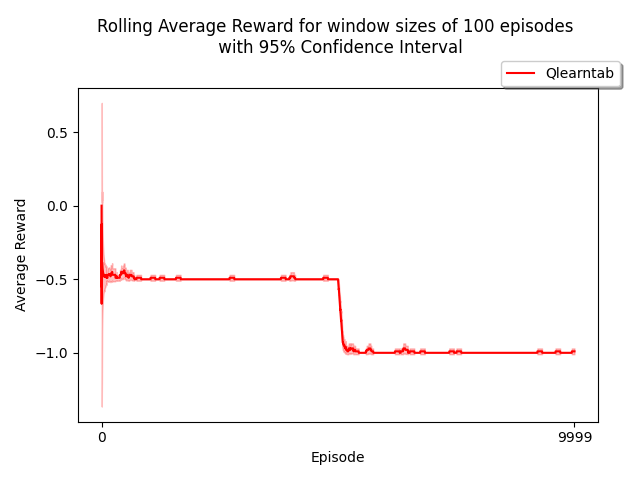 Rolling Average Reward for window sizes of 100 episodes
with 95% Confidence Interval
Qlearntab
Average Reward
0.5
0.0
−0.5
−1.0
0
9999
Episode